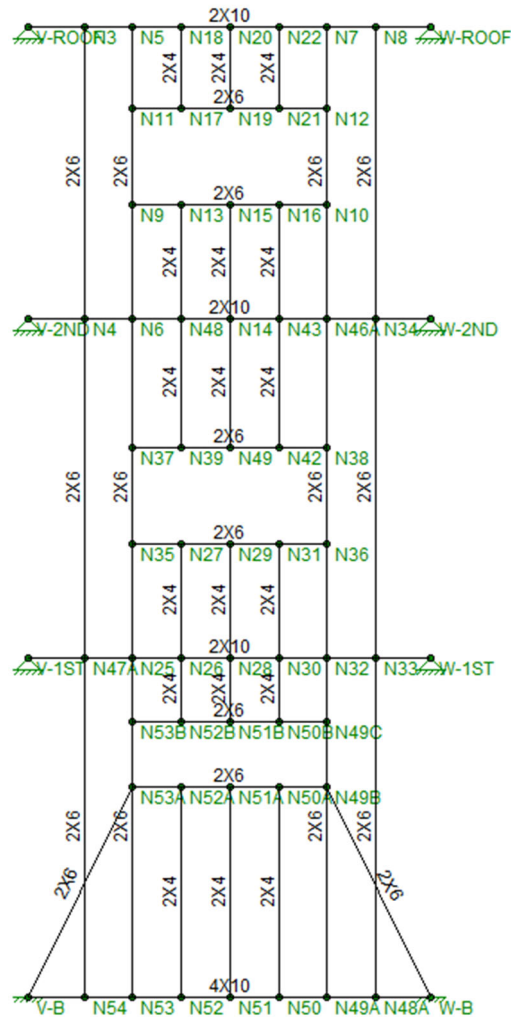 2X10
V-ROOF N3 N5 N18 N20 N22 N7 N8 W-ROOF
2X4 2X4 2X4
2X6
N11 N17 N19 N21 N12
2X6 2X6 2X6 2X6
2X6
N9 N13 N15 N16 N10
2X4 2X4 2X4
2X10
V-2ND N4 N6 N48 N14 N43 N46A N34 W-2ND
2X4 2X4 2X4
2X6
N37 N39 N49 N42 N38
2X6 2X6 2X6 2X6
2X6
N35 N27 N29 N31 N36
2X4 2X4 2X4
2X10
V-1ST N47A N25 N26 N28 N30 N32 N33 W-1ST
2X4 2X4 2X4
2X6
N53B N52B N51B N50B N49C
2X6
N53A N52A N51A N50A N49B
2X6 2X6 2X6 2X6
2X6 2X4 2X4 2X4 2X6
4X10
V-B N54 N53 N52 N51 N50 N49A N48A W-B